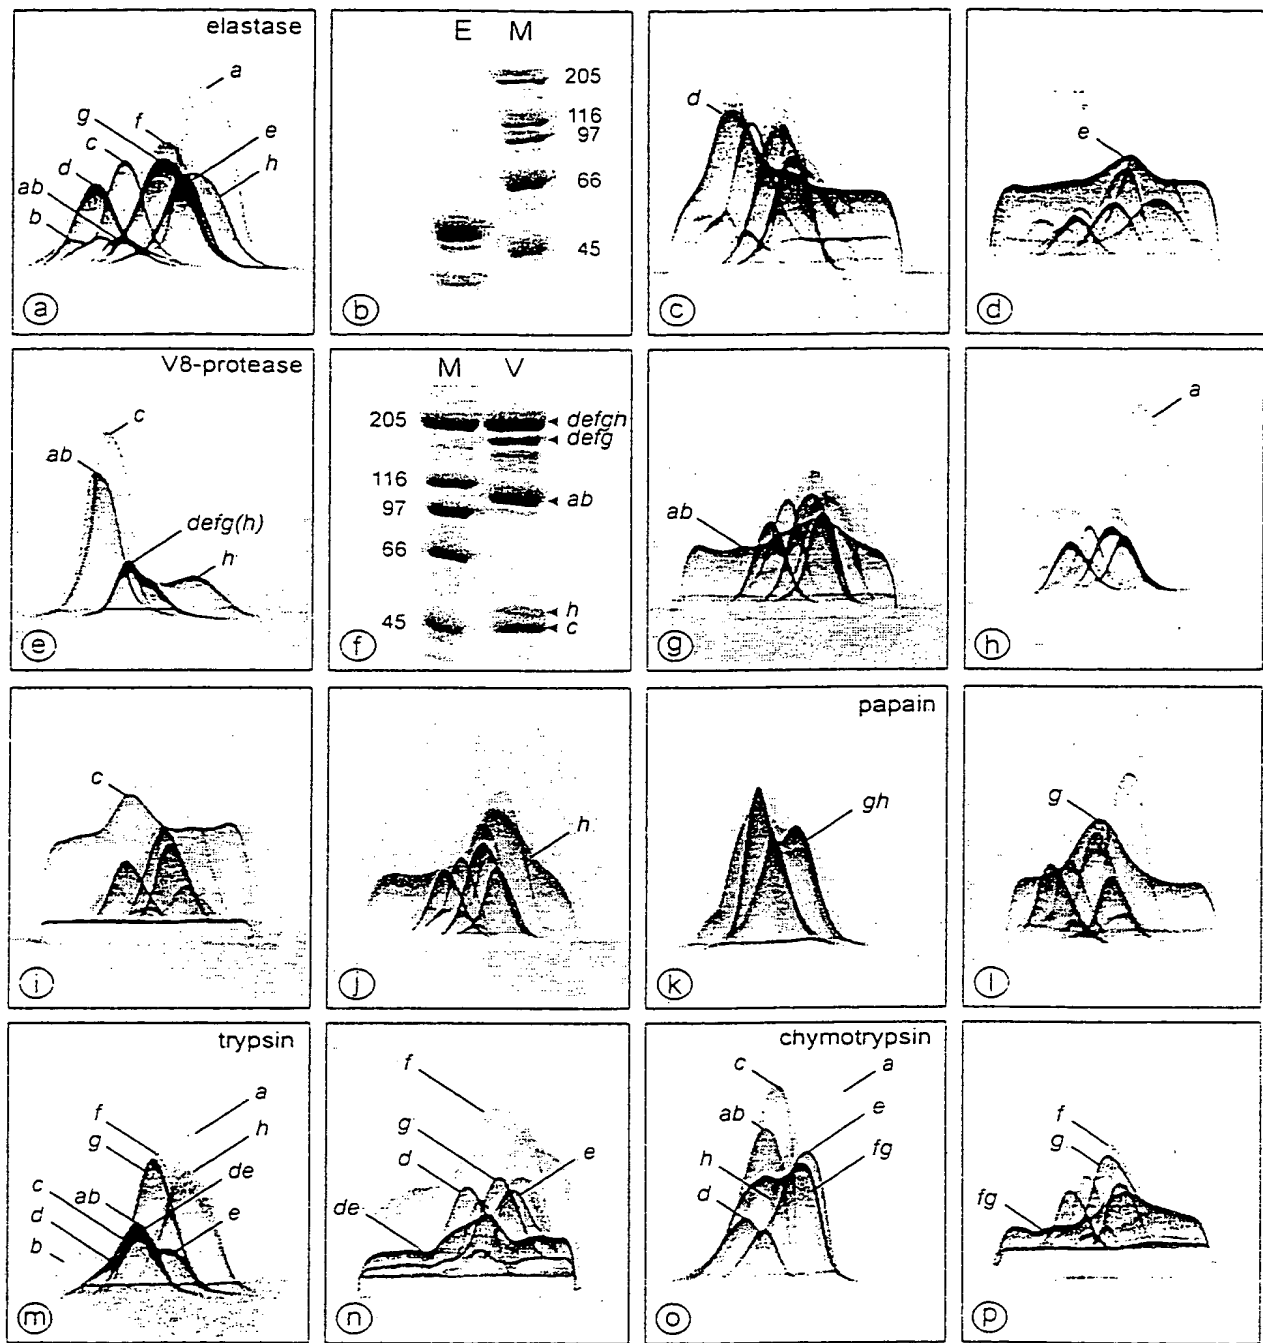 elastase
a
g
f
e
c
h
d
ab
b
ⓐ
E M
205
116
97
66
45
ⓑ
d
ⓒ
e
ⓓ
V8-protease
c
ab
defg(h)
h
ⓔ
M V
205
defgh
defg
116
ab
97
66
h
45
c
ⓕ
ab
ⓖ
a
ⓗ
c
ⓘ
h
ⓙ
papain
gh
ⓚ
g
ⓛ
trypsin
a
f
h
g
de
c
ab
d
e
b
ⓜ
f
g
d
e
de
ⓝ
chymotrypsin
c
a
ab
e
h
fg
d
ⓞ
f
g
fg
ⓟ